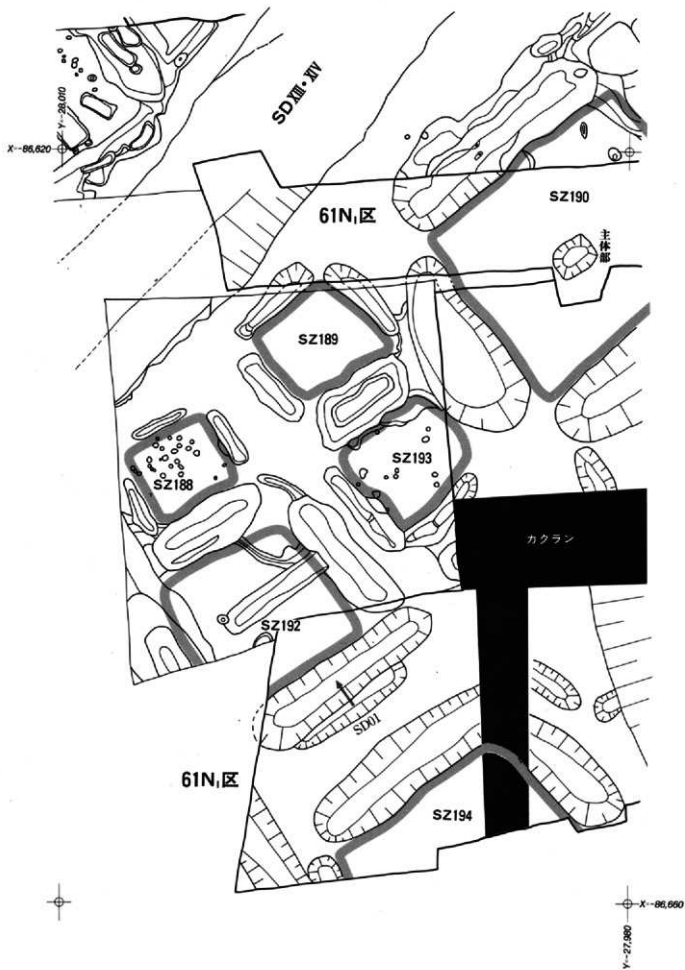 Y--28,010
X--86,620
SDXIII・XIV
61N₁区
SZ190
主体部
SZ189
SZ193
SZ188
カクラン
SZ192
SD01
61N₁区
SZ194
X--86,660
Y--27,980